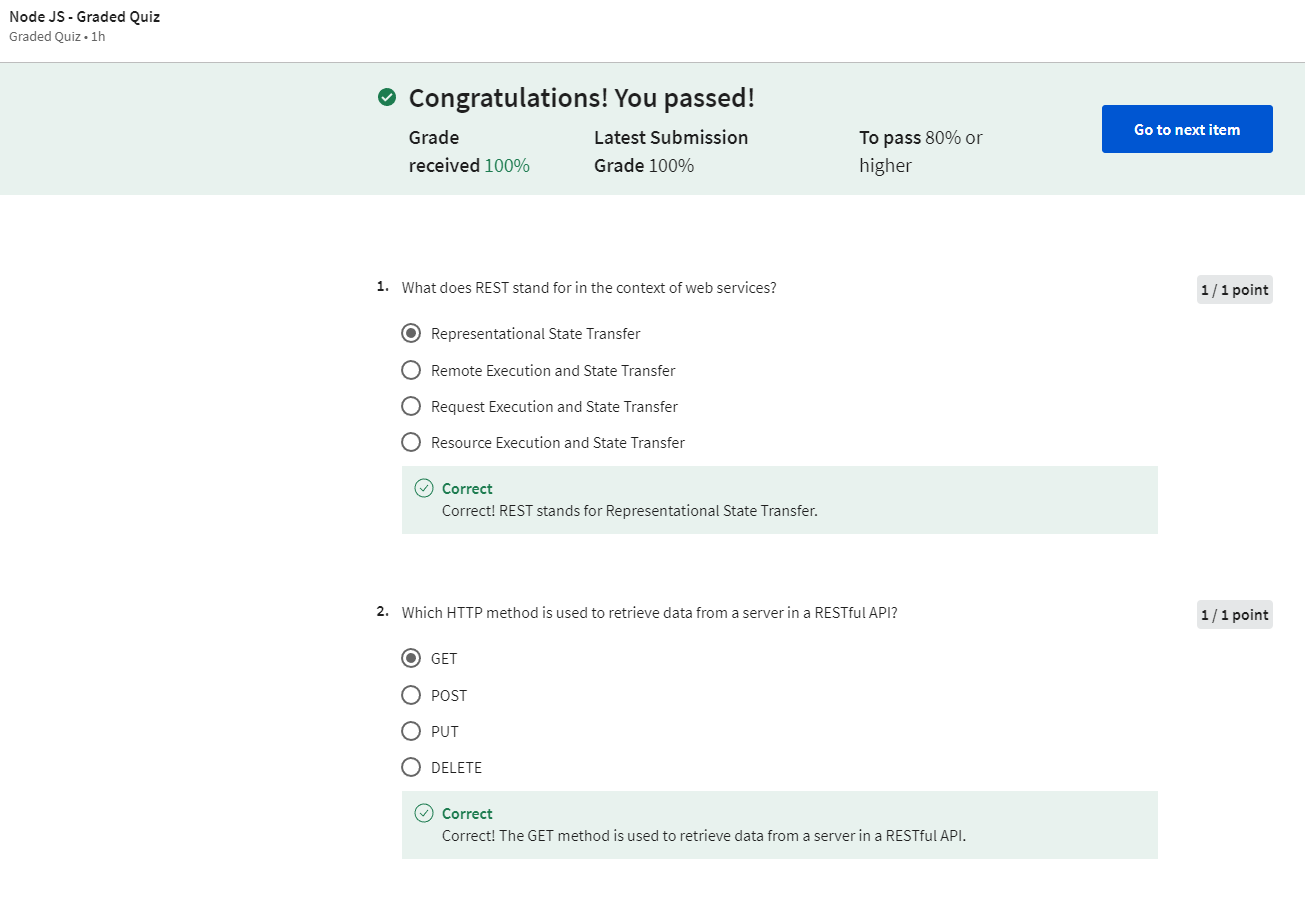 Node JS - Graded Quiz
Graded Quiz • 1h
Congratulations! You passed!
Grade received 100%
Latest Submission Grade 100%
To pass 80% or higher
Go to next item
1. What does REST stand for in the context of web services?
1 / 1 point
Representational State Transfer
Remote Execution and State Transfer
Request Execution and State Transfer
Resource Execution and State Transfer
Correct
Correct! REST stands for Representational State Transfer.
2. Which HTTP method is used to retrieve data from a server in a RESTful API?
1 / 1 point
GET
POST
PUT
DELETE
Correct
Correct! The GET method is used to retrieve data from a server in a RESTful API.